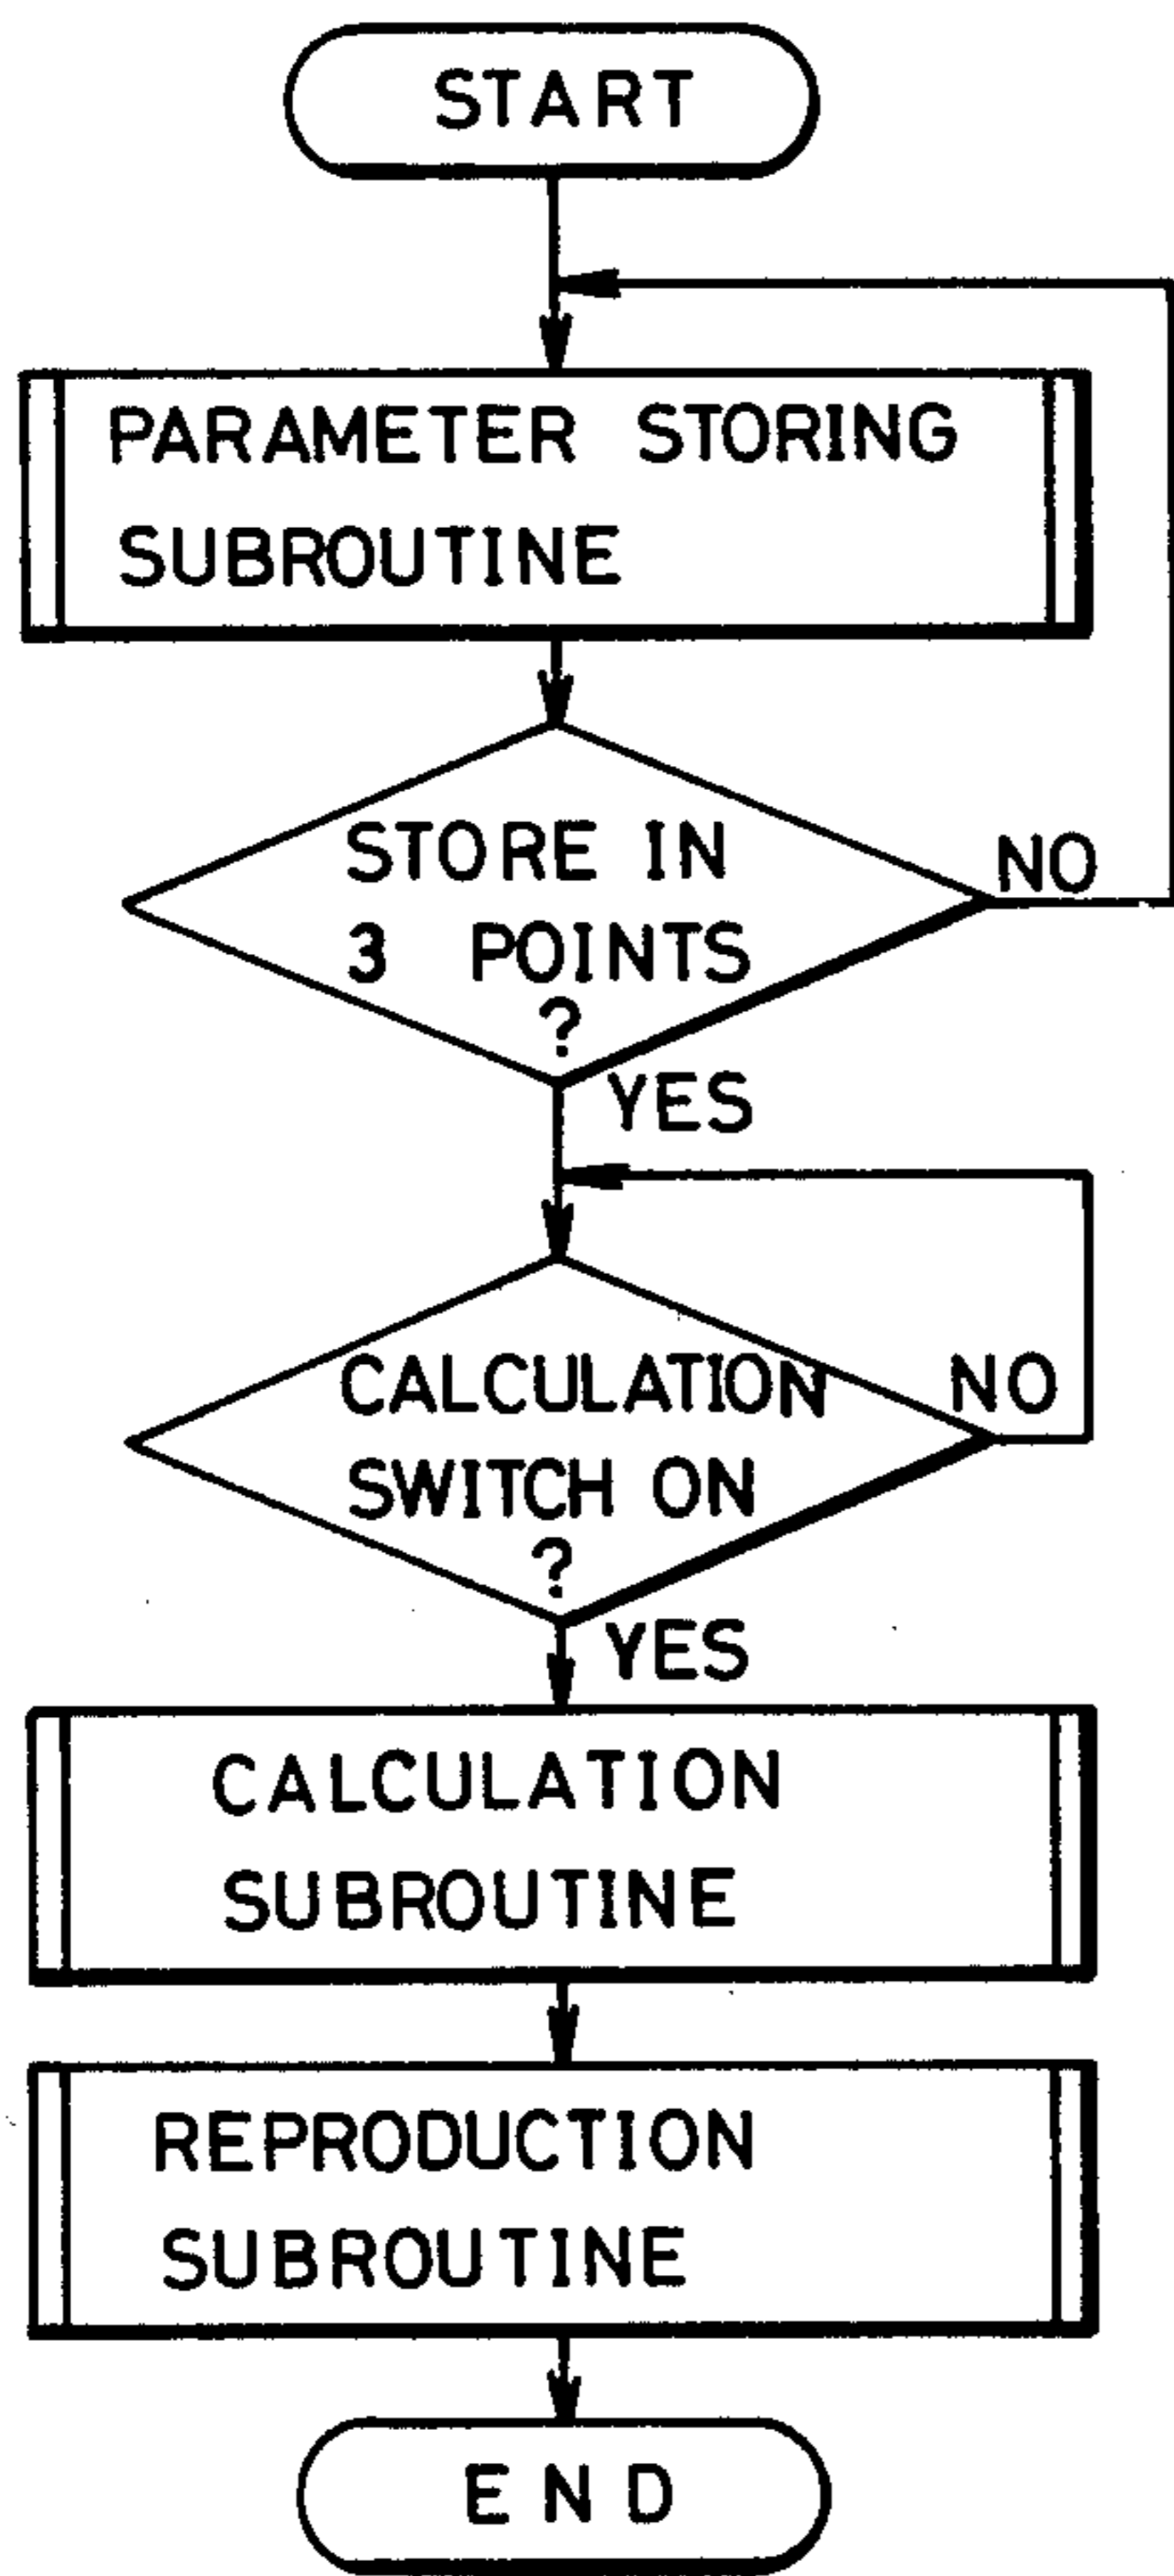 START
PARAMETER STORING
SUBROUTINE
STORE IN
NO
3 POINTS
?
YES
CALCULATION
NO
SWITCH ON
?
YES
CALCULATION
SUBROUTINE
REPRODUCTION
SUBROUTINE
END